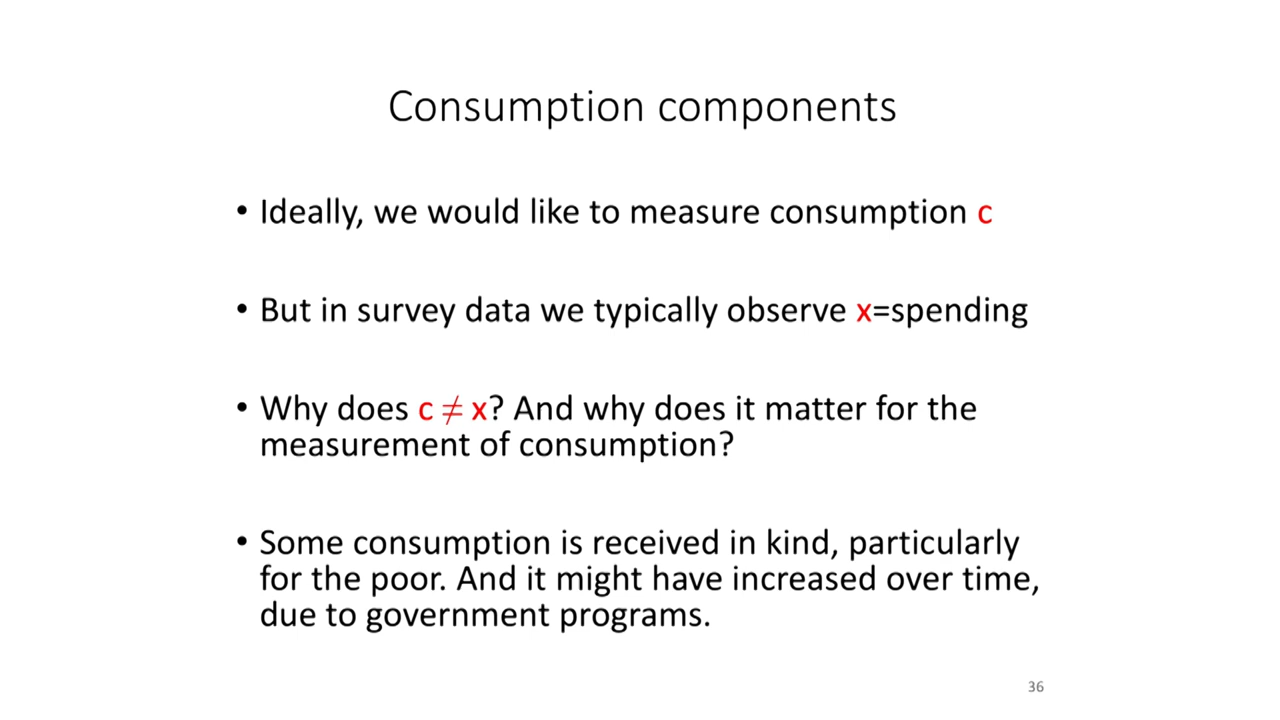 Consumption components
• Ideally, we would like to measure consumption c
• But in survey data we typically observe x=spending
• Why does c ≠ x? And why does it matter for the
measurement of consumption?
• Some consumption is received in kind, particularly
for the poor. And it might have increased over time,
due to government programs.
36